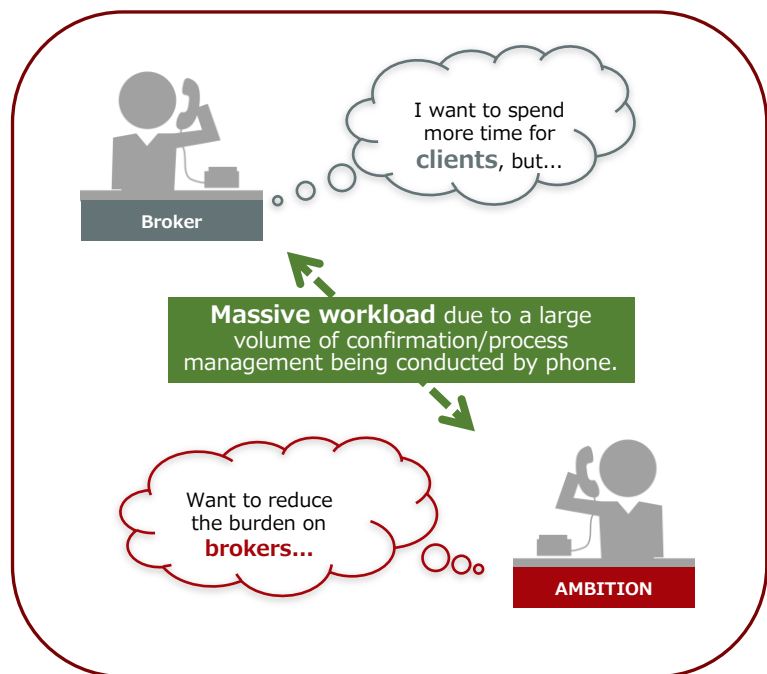 I want to spend
more time for
clients, but...
Broker
Massive workload due to a large
volume of confirmation/process
management being conducted by phone.
Want to reduce
the burden on
brokers...
AMBITION